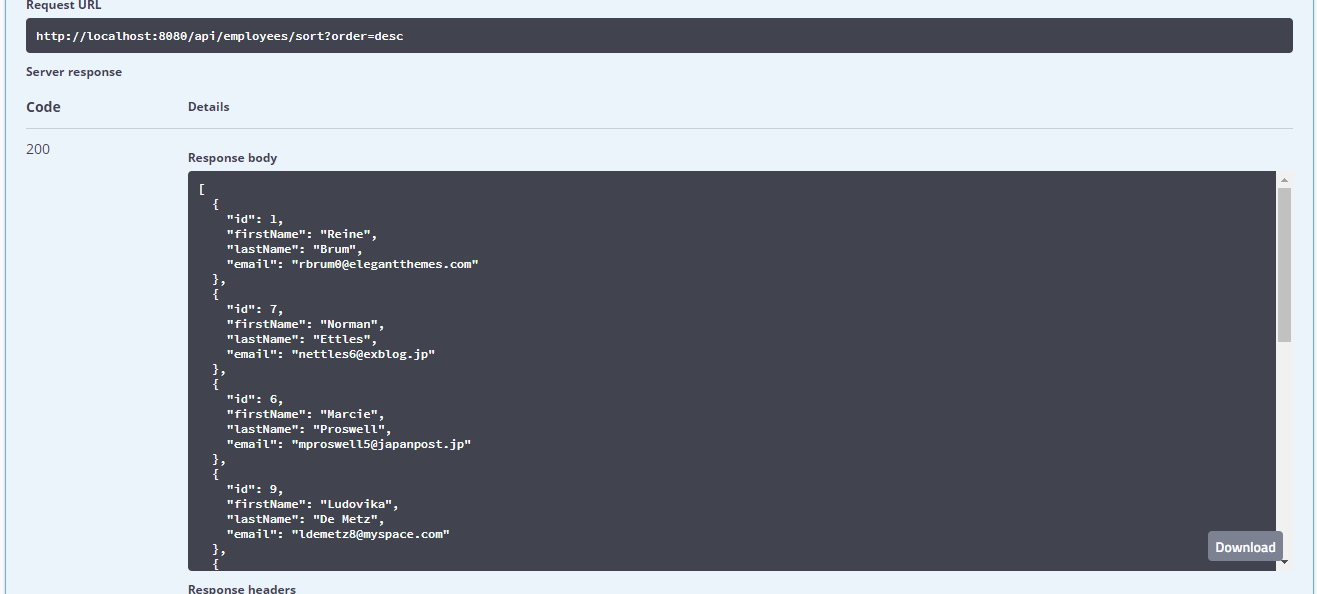 Request URL
http://localhost:8080/api/employees/sort?order=desc
Server response
Code Details
200
Response body
[
  {
    "id": 1,
    "firstName": "Reine",
    "lastName": "Brum",
    "email": "rbrum0@elegantthemes.com"
  },
  {
    "id": 7,
    "firstName": "Norman",
    "lastName": "Ettles",
    "email": "nettles6@exblog.jp"
  },
  {
    "id": 6,
    "firstName": "Marcie",
    "lastName": "Proswell",
    "email": "mproswell5@japanpost.jp"
  },
  {
    "id": 9,
    "firstName": "Ludovika",
    "lastName": "De Metz",
    "email": "ldemetz8@myspace.com"
  },
  {
Download
Response headers